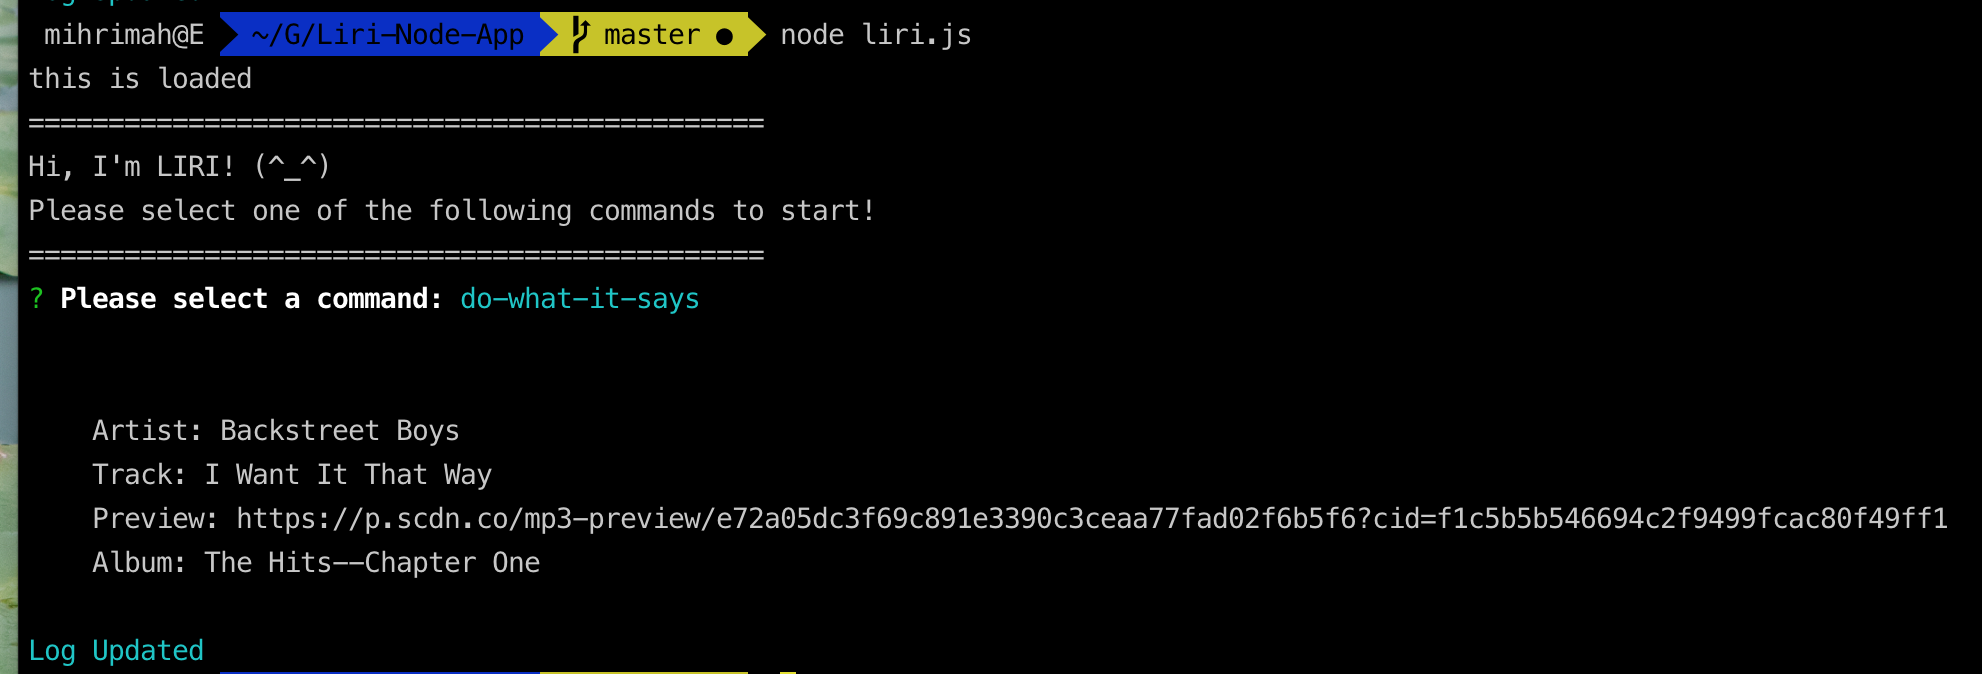 mihrimah@E ~/G/Liri-Node-App master ● node liri.js
this is loaded
==============================================
Hi, I'm LIRI! (^_^)
Please select one of the following commands to start!
==============================================
? Please select a command: do-what-it-says
Artist: Backstreet Boys
Track: I Want It That Way
Preview: https://p.scdn.co/mp3-preview/e72a05dc3f69c891e3390c3ceaa77fad02f6b5f6?cid=f1c5b5b546694c2f9499fcac80f49ff1
Album: The Hits--Chapter One
Log Updated